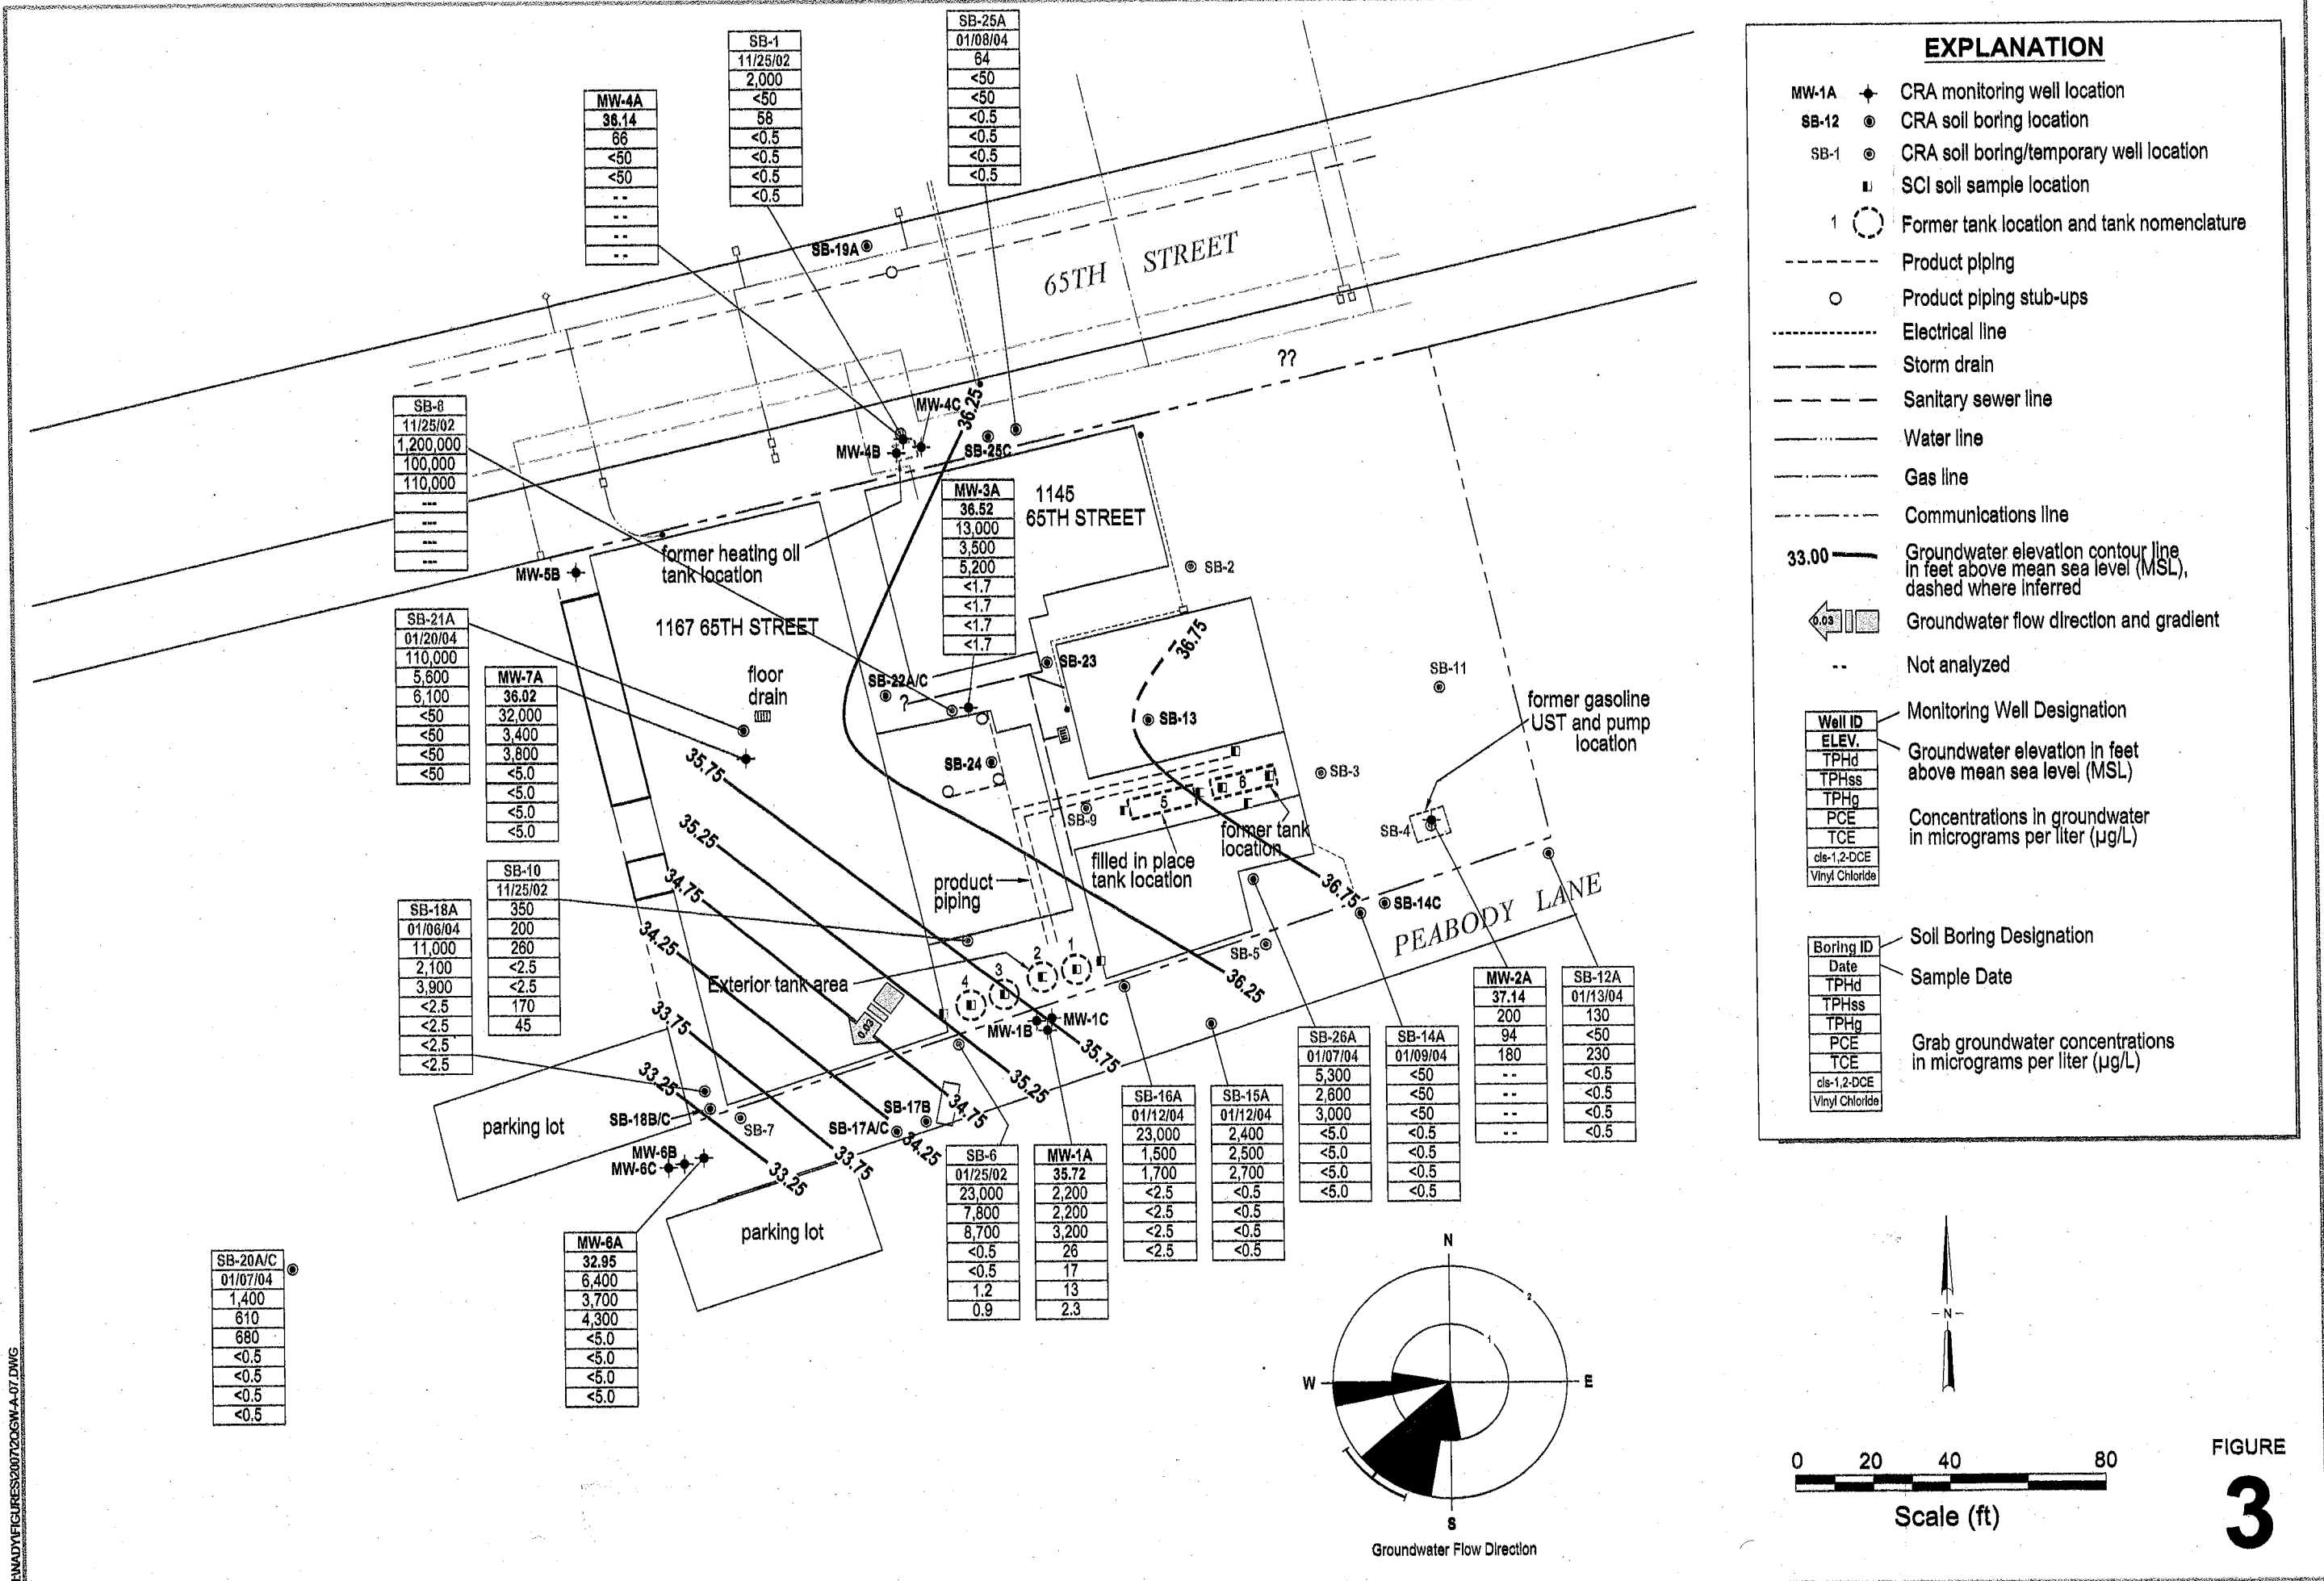 SB-25A
01/08/04
64
<50
<50
<0.5
<0.5
<0.5
<0.5
SB-1
11/25/02
2,000
<50
58
<0.5
<0.5
<0.5
<0.5
MW-4A
36.14
66
<50
<50
--
--
--
--
SB-19A
65TH STREET
??
36.25
MW-4C
MW-4B
SB-25C
SB-8
11/25/02
1,200,000
100,000
110,000
---
---
---
---
MW-3A
36.52
13,000
3,500
5,200
<1.7
<1.7
<1.7
<1.7
1145
65TH STREET
former heating oil
tank location
MW-5B
SB-2
1167 65TH STREET
SB-21A
01/20/04
110,000
5,600
6,100
<50
<50
<50
<50
MW-7A
36.02
32,000
3,400
3,800
<5.0
<5.0
<5.0
<5.0
floor
drain
SB-22A/C
?
SB-23
36.75
SB-13
SB-11
former gasoline
UST and pump
location
SB-24
SB-3
35.75
5
6
SB-9
SB-4
former tank
location
filled in place
tank location
product
piping
35.25
34.75
34.25
36.75
SB-14C
PEABODY LANE
SB-10
11/25/02
350
200
260
<2.5
<2.5
170
45
SB-18A
01/06/04
11,000
2,100
3,900
<2.5
<2.5
<2.5
<2.5
SB-5
36.25
Exterior tank area
4
3
2
1
0.03
MW-1B
MW-1C
33.75
33.25
35.75
35.25
34.75
34.25
33.75
33.25
parking lot
SB-18B/C
SB-7
SB-17B
SB-17A/C
MW-6B
MW-6C
parking lot
MW-2A
37.14
200
94
180
--
--
--
--
SB-12A
01/13/04
130
<50
230
<0.5
<0.5
<0.5
<0.5
SB-26A
01/07/04
5,300
2,600
3,000
<5.0
<5.0
<5.0
<5.0
SB-14A
01/09/04
<50
<50
<50
<0.5
<0.5
<0.5
<0.5
SB-16A
01/12/04
23,000
1,500
1,700
<2.5
<2.5
<2.5
<2.5
SB-15A
01/12/04
2,400
2,500
2,700
<0.5
<0.5
<0.5
<0.5
SB-6
01/25/02
23,000
7,800
8,700
<0.5
<0.5
1.2
0.9
MW-1A
35.72
2,200
2,200
3,200
26
17
13
2.3
MW-6A
32.95
6,400
3,700
4,300
<5.0
<5.0
<5.0
<5.0
SB-20A/C
01/07/04
1,400
610
680
<0.5
<0.5
<0.5
<0.5
N
2
1
W
E
S
Groundwater Flow Direction
EXPLANATION
MW-1A CRA monitoring well location
SB-12 CRA soil boring location
SB-1 CRA soil boring/temporary well location
SCI soil sample location
1 Former tank location and tank nomenclature
Product piping
Product piping stub-ups
Electrical line
Storm drain
Sanitary sewer line
Water line
Gas line
Communications line
33.00 Groundwater elevation contour line
in feet above mean sea level (MSL),
dashed where inferred
0.03 Groundwater flow direction and gradient
-- Not analyzed
Well ID
ELEV.
TPHd
TPHss
TPHg
PCE
TCE
cis-1,2-DCE
Vinyl Chloride
Monitoring Well Designation
Groundwater elevation in feet
above mean sea level (MSL)
Concentrations in groundwater
in micrograms per liter (µg/L)
Boring ID
Date
TPHd
TPHss
TPHg
PCE
TCE
cis-1,2-DCE
Vinyl Chloride
Soil Boring Designation
Sample Date
Grab groundwater concentrations
in micrograms per liter (µg/L)
N
0 20 40 80
Scale (ft)
FIGURE
3